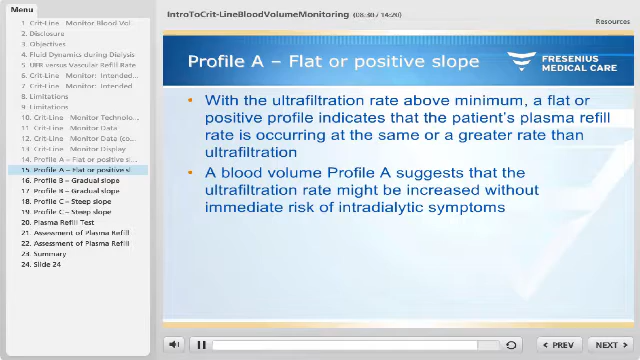 Menu
IntroToCrit-LineBloodVolumeMonitoring (08:30 / 14:20)
Resources
1. Crit-Line Monitor Blood Vol...
2. Disclosure
3. Objectives
4. Fluid Dynamics during Dialysis
5. UFR versus Vascular Refill Rate
6. Crit-Line Monitor: Intended...
7. Crit-Line Monitor: Intended
8. Limitations
9. Limitations
10. Crit-Line Monitor Technolo...
11. Crit-Line Monitor Data
12. Crit-Line Monitor Data (co...
13. Crit-Line Monitor Display
14. Profile A – Flat or positive sl...
15. Profile A – Flat or positive sl
16. Profile B – Gradual slope
17. Profile B – Gradual slope
18. Profile C – Steep slope
19. Profile C – Steep slope
20. Plasma Refill Test
21. Assessment of Plasma Refill
22. Assessment of Plasma Refill
23. Summary
24. Slide 24
Profile A – Flat or positive slope
FRESENIUS
MEDICAL CARE
• With the ultrafiltration rate above minimum, a flat or
positive profile indicates that the patient's plasma refill
rate is occurring at the same or a greater rate than
ultrafiltration
• A blood volume Profile A suggests that the
ultrafiltration rate might be increased without
immediate risk of intradialytic symptoms
PREV
NEXT